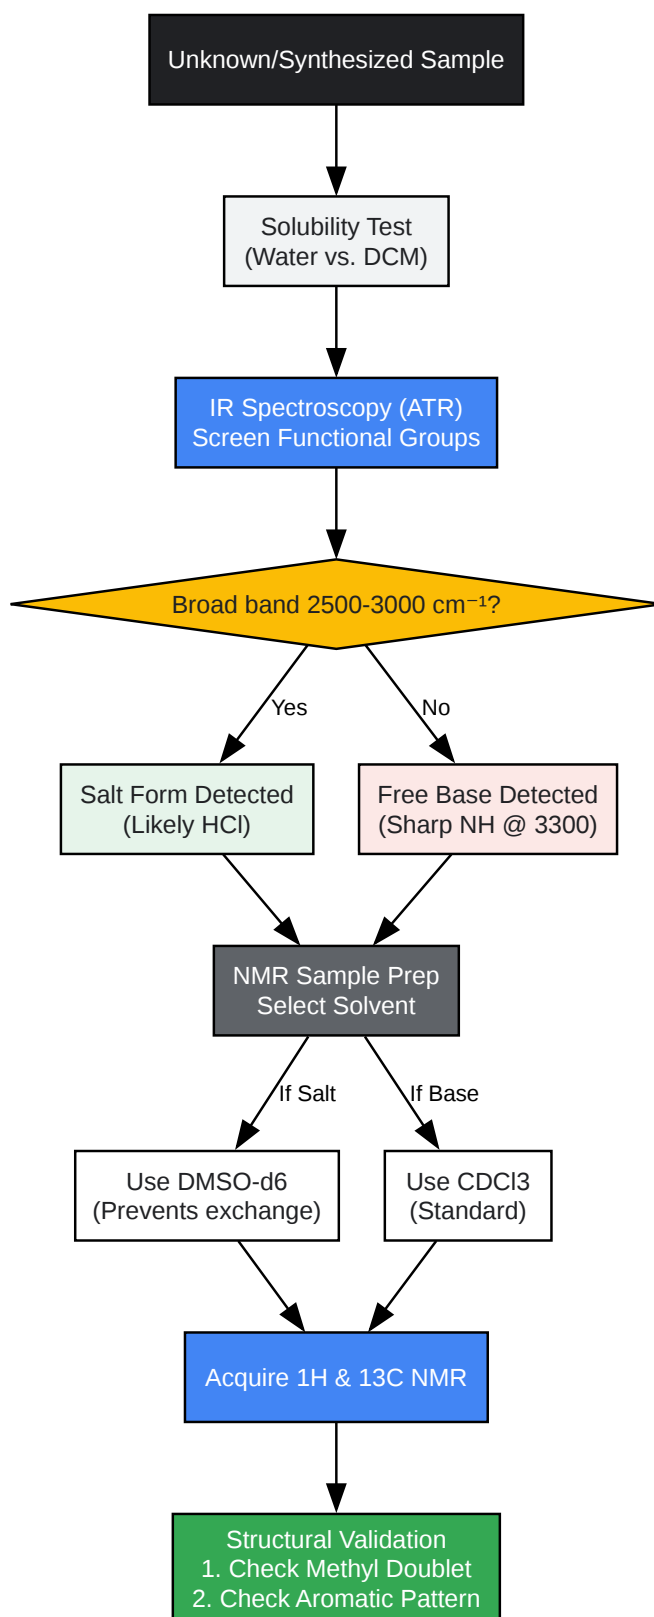 Unknown/Synthesized Sample
Solubility Test
(Water vs. DCM)
IR Spectroscopy (ATR)
Screen Functional Groups
Broad band 2500-3000 cm⁻¹?
Yes
No
Salt Form Detected
(Likely HCl)
Free Base Detected
(Sharp NH @ 3300)
NMR Sample Prep
Select Solvent
If Salt
If Base
Use DMSO-d6
(Prevents exchange)
Use CDCl3
(Standard)
Acquire 1H & 13C NMR
Structural Validation
1. Check Methyl Doublet
2. Check Aromatic Pattern